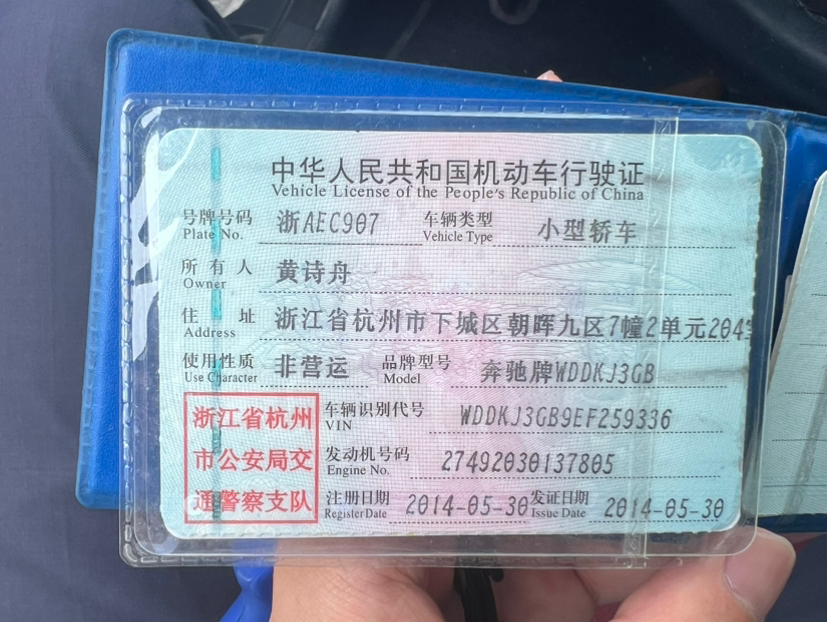 中华人民共和国机动车行驶证
Vehicle License of the People's Republic of China
号牌号码 浙AEC907 车辆类型 小型轿车
Plate No. Vehicle Type
所有人 黄诗舟
Owner
住址 浙江省杭州市下城区朝晖九区7幢2单元204室
Address
使用性质 非营运 品牌型号 奔驰牌WDDKJ3GB
Use Character Model
浙江省杭州 车辆识别代号 WDDKJ3GB9EF259336
VIN
市公安局交 发动机号码 27492030137805
Engine No.
通警察支队 注册日期 2014-05-30 发证日期 2014-05-30
Register Date Issue Date